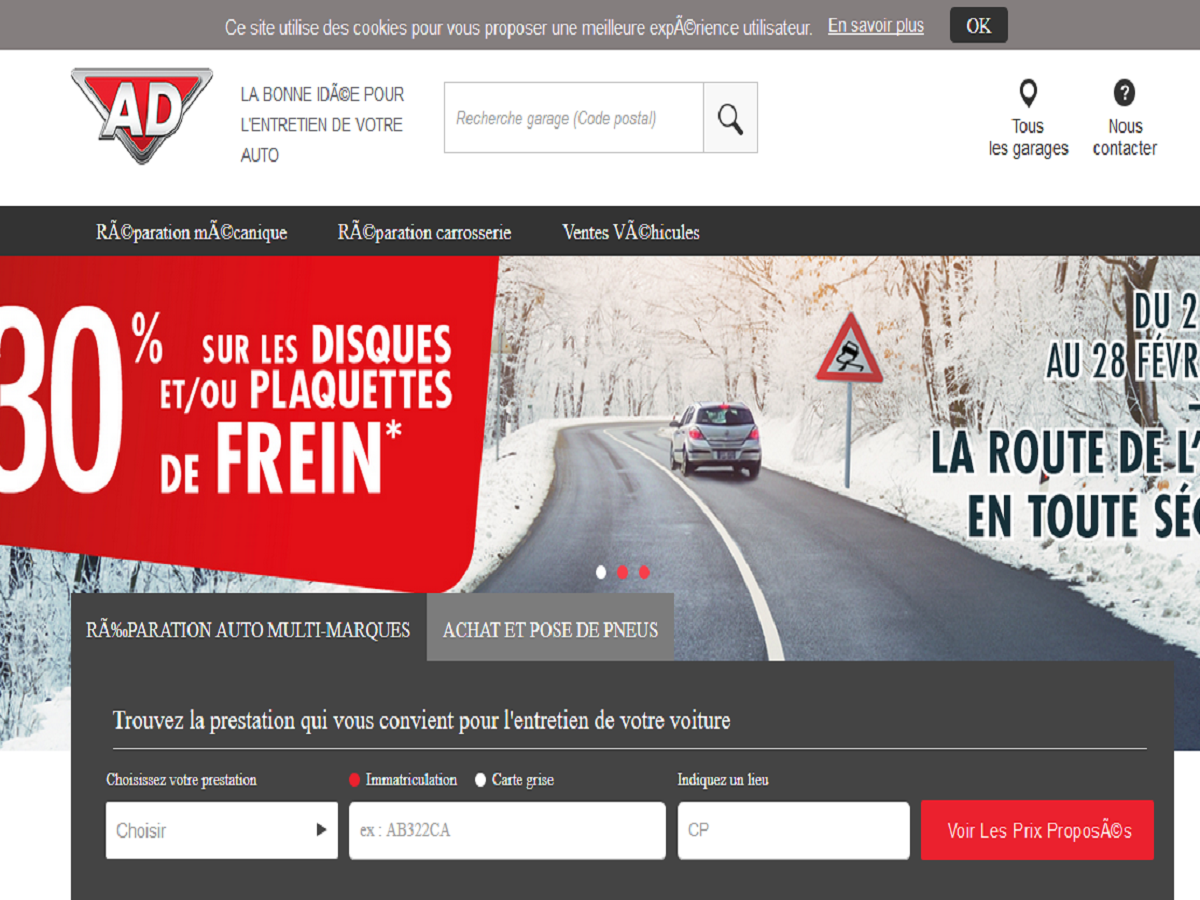 Ce site utilise des cookies pour vous proposer une meilleure expÃ©rience utilisateur. En savoir plus OK
AD
LA BONNE IDÃ©E POUR
L'ENTRETIEN DE VOTRE
AUTO
Recherche garage (Code postal)
Tous
les garages
?
Nous
contacter
RÃ©paration mÃ©canique RÃ©paration carrosserie Ventes VÃ©hicules
30% SUR LES DISQUES
ET/OU PLAQUETTES
DE FREIN*
DU 2
AU 28 FÉVR
LA ROUTE DE L'
EN TOUTE SÉC
RÃ‰PARATION AUTO MULTI-MARQUES ACHAT ET POSE DE PNEUS
Trouvez la prestation qui vous convient pour l'entretien de votre voiture
Choisissez votre prestation Immatriculation Carte grise Indiquez un lieu
Choisir ex : AB322CA CP Voir Les Prix ProposÃ©s